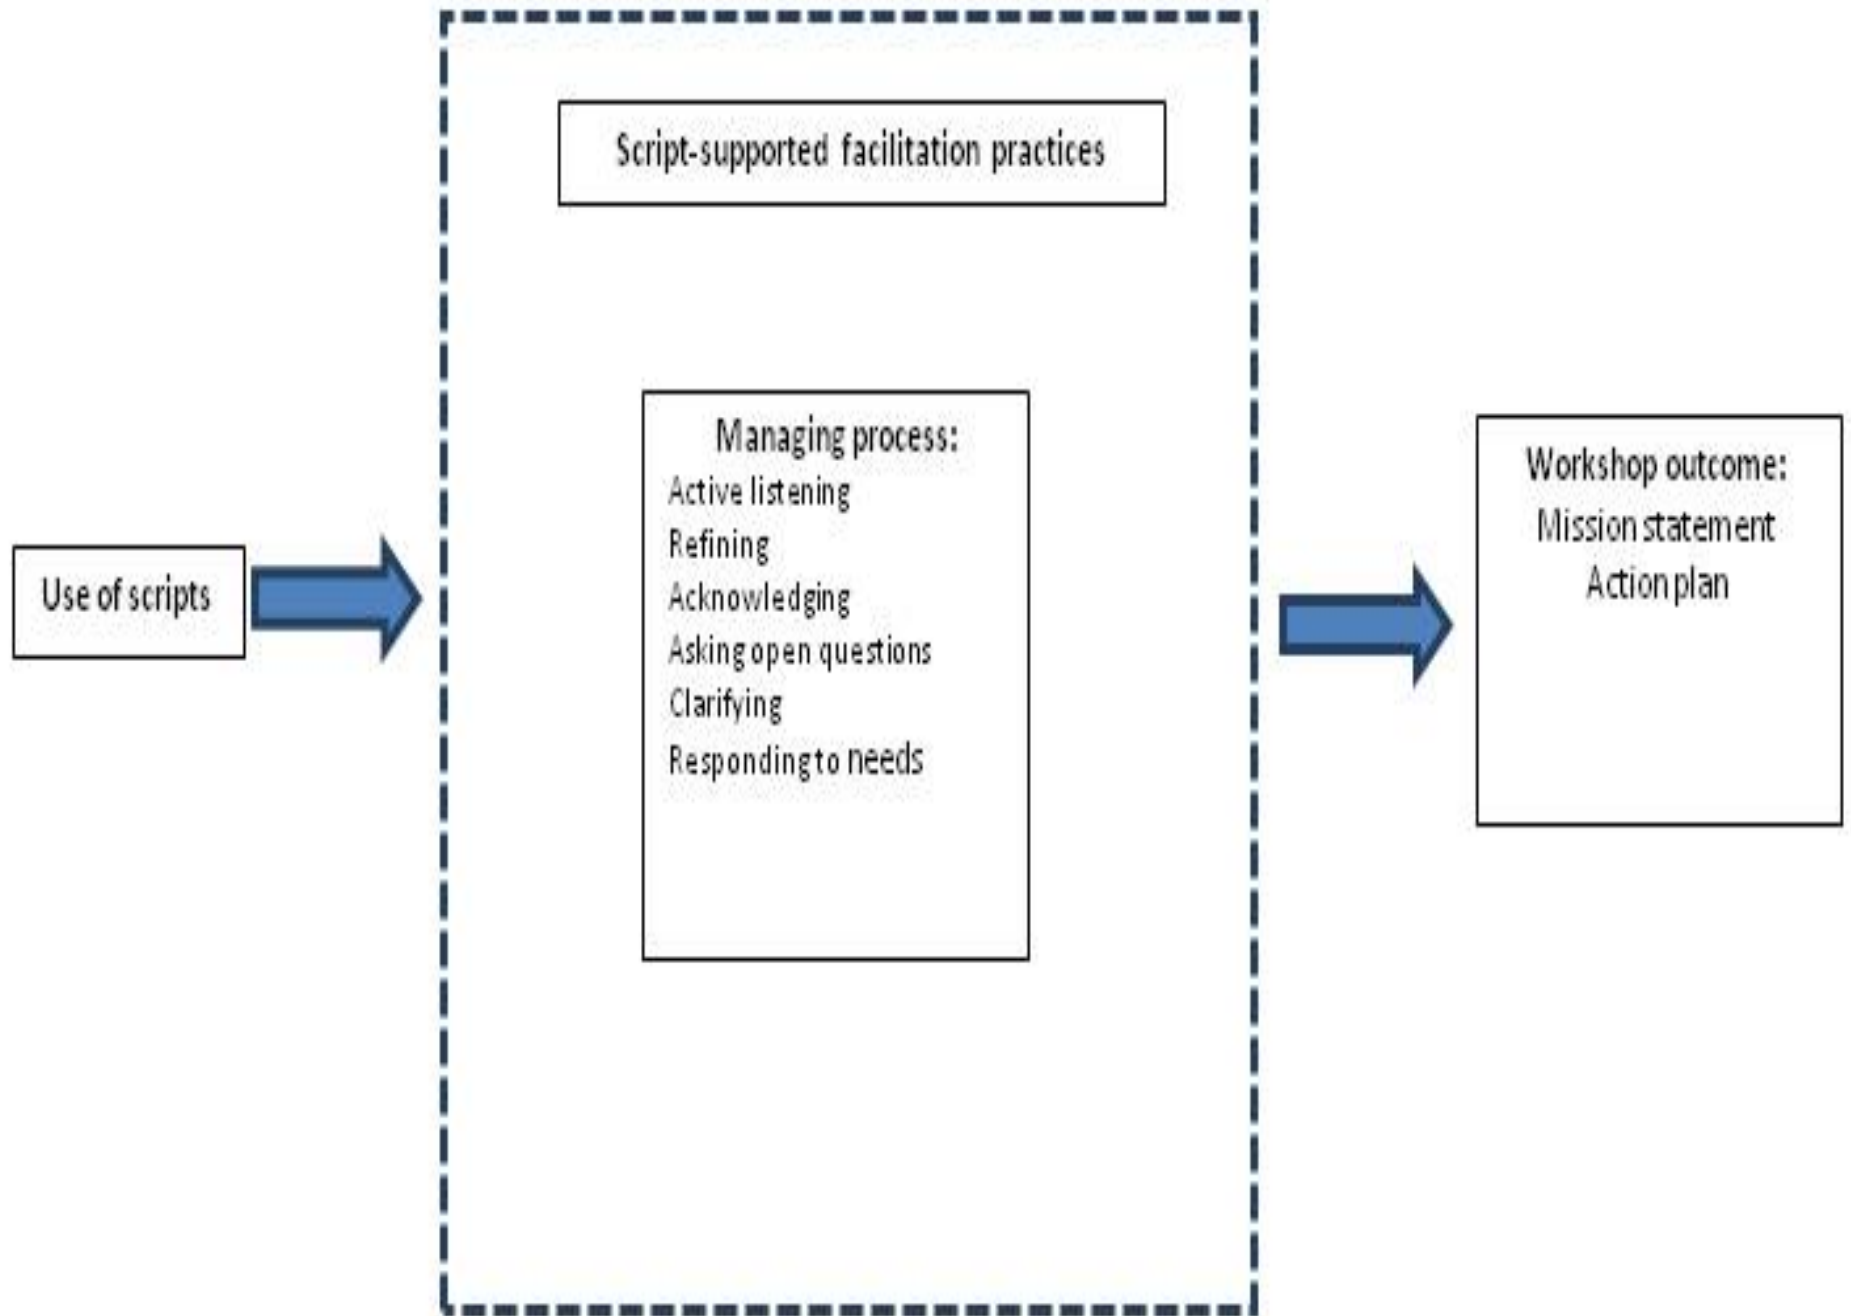 Script-supported facilitation practices
Use of scripts
Managing process:
Active listening
Refining
Acknowledging
Asking open questions
Clarifying
Responding to needs
Workshop outcome:
Mission statement
Action plan